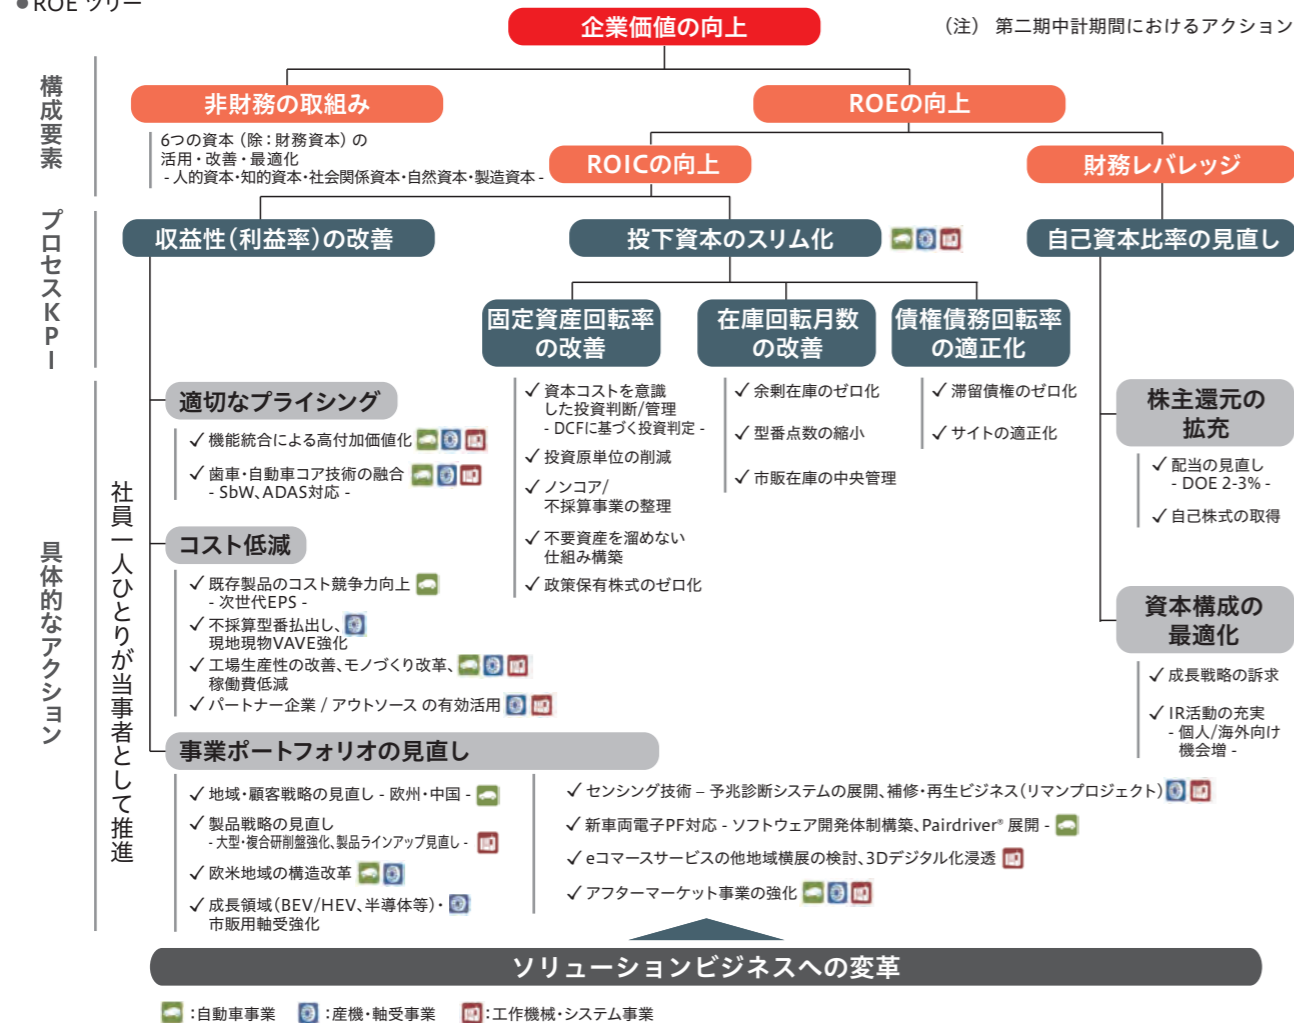 ●ROE ツリー
企業価値の向上
（注） 第二期中計期間におけるアクション
構成要素
非財務の取組み
ROEの向上
6つの資本（除：財務資本）の
活用・改善・最適化
- 人的資本・知的資本・社会関係資本・自然資本・製造資本 -
ROICの向上
財務レバレッジ
プロセスKPI
収益性（利益率）の改善
投下資本のスリム化
自己資本比率の見直し
固定資産回転率
の改善
在庫回転月数
の改善
債権債務回転率
の適正化
具体的なアクション
社員一人ひとりが当事者として推進
適切なプライシング
✓ 機能統合による高付加価値化
✓ 歯車・自動車コア技術の融合
- SbW、ADAS対応 -
コスト低減
✓ 既存製品のコスト競争力向上
- 次世代EPS -
✓ 不採算型番払出し、
現地現物VAVE強化
✓ 工場生産性の改善、モノづくり改革、
稼働費低減
✓ パートナー企業 / アウトソース の有効活用
✓ 資本コストを意識
した投資判断/管理
- DCFに基づく投資判定 -
✓ 投資原単位の削減
✓ ノンコア/
不採算事業の整理
✓ 不要資産を溜めない
仕組み構築
✓ 政策保有株式のゼロ化
✓ 余剰在庫のゼロ化
✓ 型番点数の縮小
✓ 市販在庫の中央管理
✓ 滞留債権のゼロ化
✓ サイトの適正化
株主還元の
拡充
✓ 配当の見直し
- DOE 2-3% -
✓ 自己株式の取得
資本構成の
最適化
✓ 成長戦略の訴求
✓ IR活動の充実
- 個人/海外向け
機会増 -
事業ポートフォリオの見直し
✓ 地域・顧客戦略の見直し - 欧州・中国 -
✓ 製品戦略の見直し
- 大型・複合研削盤強化、製品ラインアップ見直し -
✓ 欧米地域の構造改革
✓ 成長領域（BEV/HEV、半導体等）・
市販用軸受強化
✓ センシング技術 – 予兆診断システムの展開、補修・再生ビジネス（リマンプロジェクト）
✓ 新車両電子PF対応 - ソフトウェア開発体制構築、Pairdriver® 展開 -
✓ eコマースサービスの他地域横展の検討、3Dデジタル化浸透
✓ アフターマーケット事業の強化
ソリューションビジネスへの変革
：自動車事業 ：産機・軸受事業 ：工作機械・システム事業